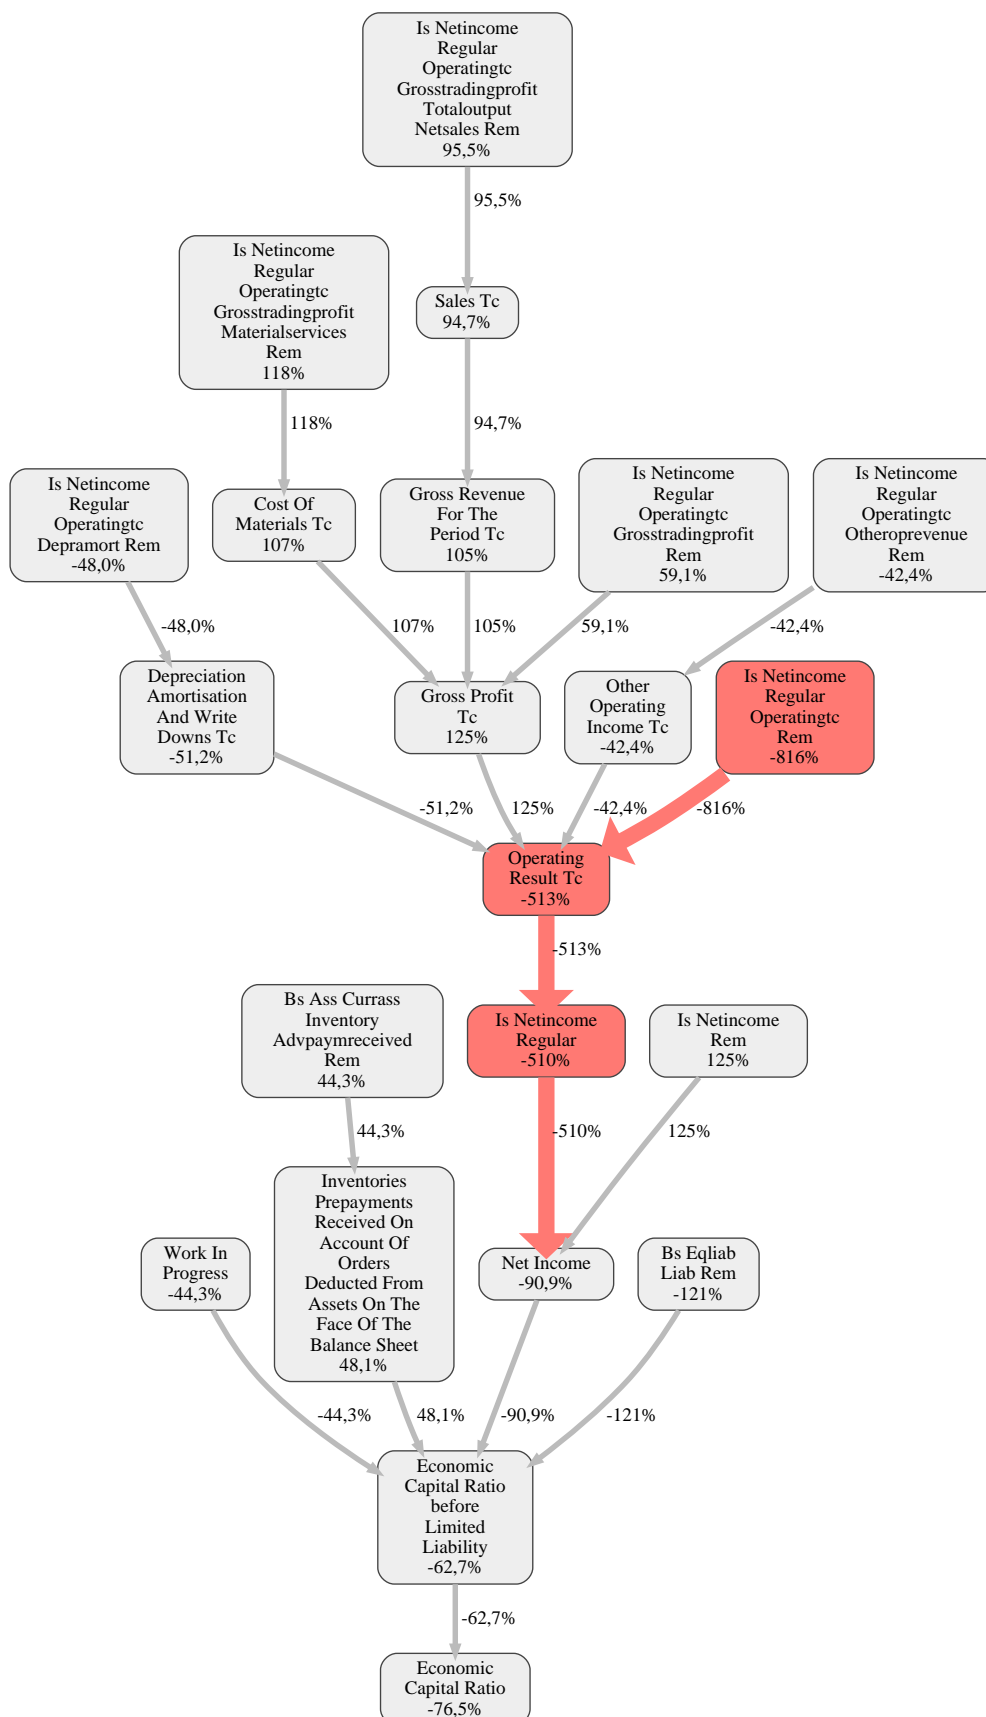 Is Netincome
Regular
Operatingtc
Grosstradingprofit
Totaloutput
Netsales Rem
95,5%
95,5%
Is Netincome
Regular
Operatingtc
Grosstradingprofit
Materialservices
Rem
118%
Sales Tc
94,7%
118%
94,7%
Is Netincome
Regular
Operatingtc
Depramort Rem
-48,0%
Cost Of
Materials Tc
107%
Gross Revenue
For The
Period Tc
105%
Is Netincome
Regular
Operatingtc
Grosstradingprofit
Rem
59,1%
Is Netincome
Regular
Operatingtc
Otheroprevenue
Rem
-42,4%
-48,0%
107%
105%
59,1%
-42,4%
Depreciation
Amortisation
And Write
Downs Tc
-51,2%
Gross Profit
Tc
125%
Other
Operating
Income Tc
-42,4%
Is Netincome
Regular
Operatingtc
Rem
-816%
-51,2%
125%
-42,4%
-816%
Operating
Result Tc
-513%
-513%
Bs Ass Currass
Inventory
Advpaymreceived
Rem
44,3%
Is Netincome
Regular
-510%
Is Netincome
Rem
125%
44,3%
-510%
125%
Work In
Progress
-44,3%
Inventories
Prepayments
Received On
Account Of
Orders
Deducted From
Assets On The
Face Of The
Balance Sheet
48,1%
Net Income
-90,9%
Bs Eqliab
Liab Rem
-121%
-44,3%
48,1%
-90,9%
-121%
Economic
Capital Ratio
before
Limited
Liability
-62,7%
-62,7%
Economic
Capital Ratio
-76,5%